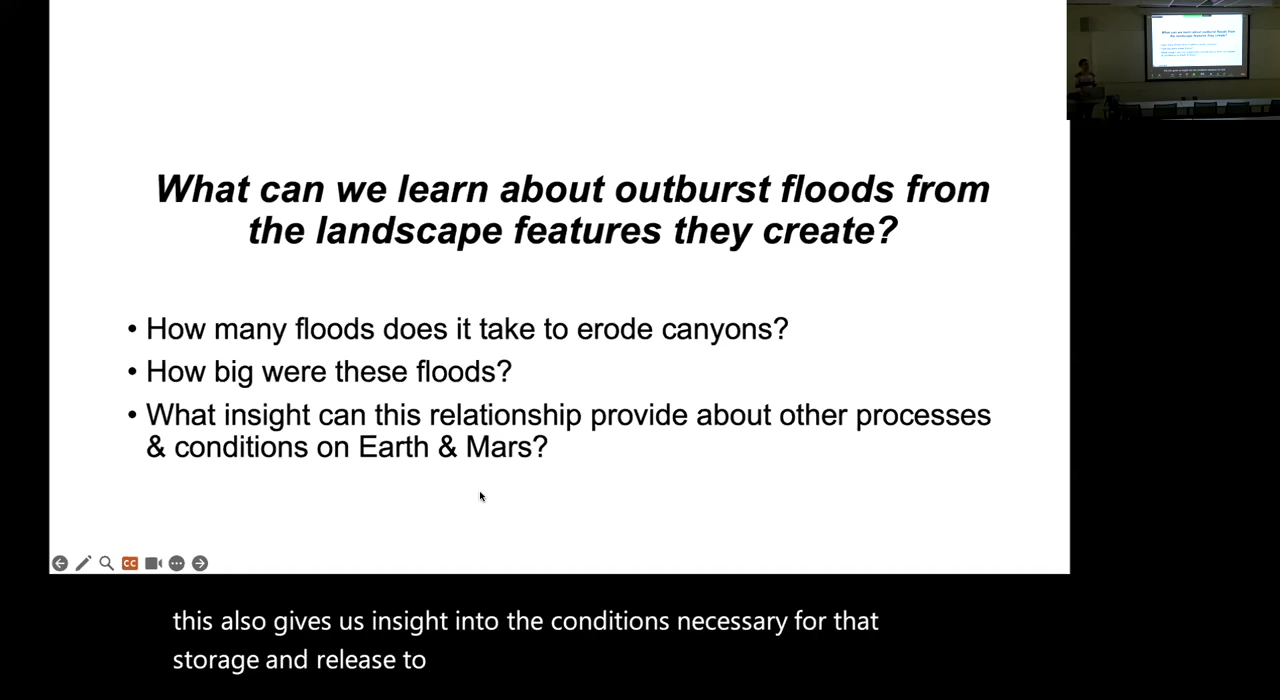 What can we learn about outburst floods from
the landscape features they create?
• How many floods does it take to erode canyons?
• How big were these floods?
• What insight can this relationship provide about other processes
& conditions on Earth & Mars?
CC
this also gives us insight into the conditions necessary for that
storage and release to